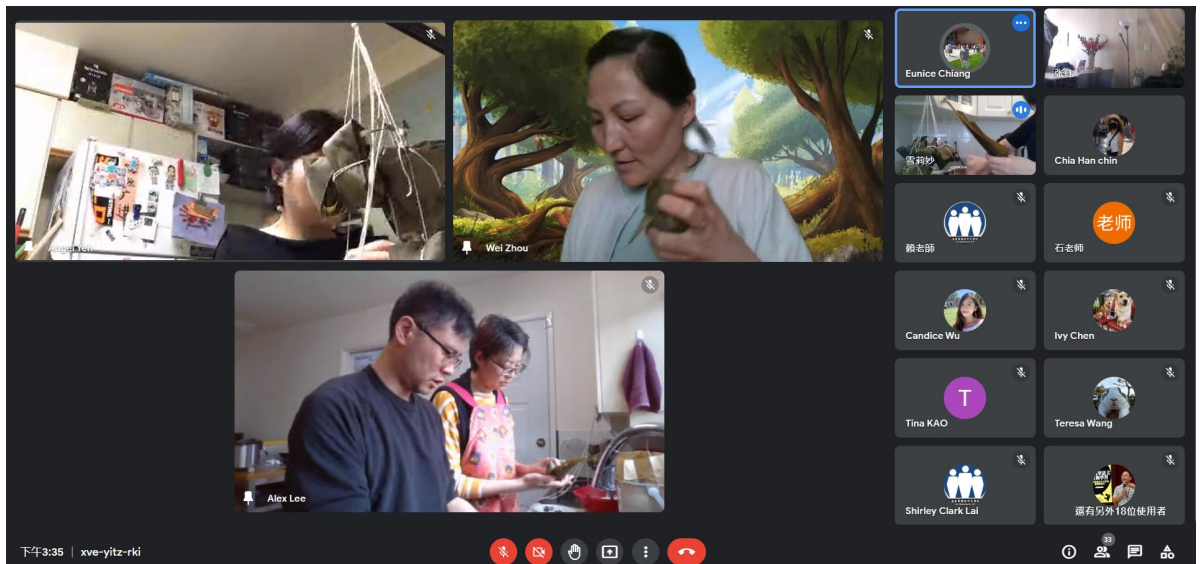 Angel Yen
Wei Zhou
Alex Lee
Eunice Chiang
雪莉妙
Chia Han chin
賴老師
老师
石老师
Candice Wu
Ivy Chen
T
Tina KAO
Teresa Wang
Shirley Clark Lai
還有另外18位使用者
下午3:35 | xve-yitz-rki
33